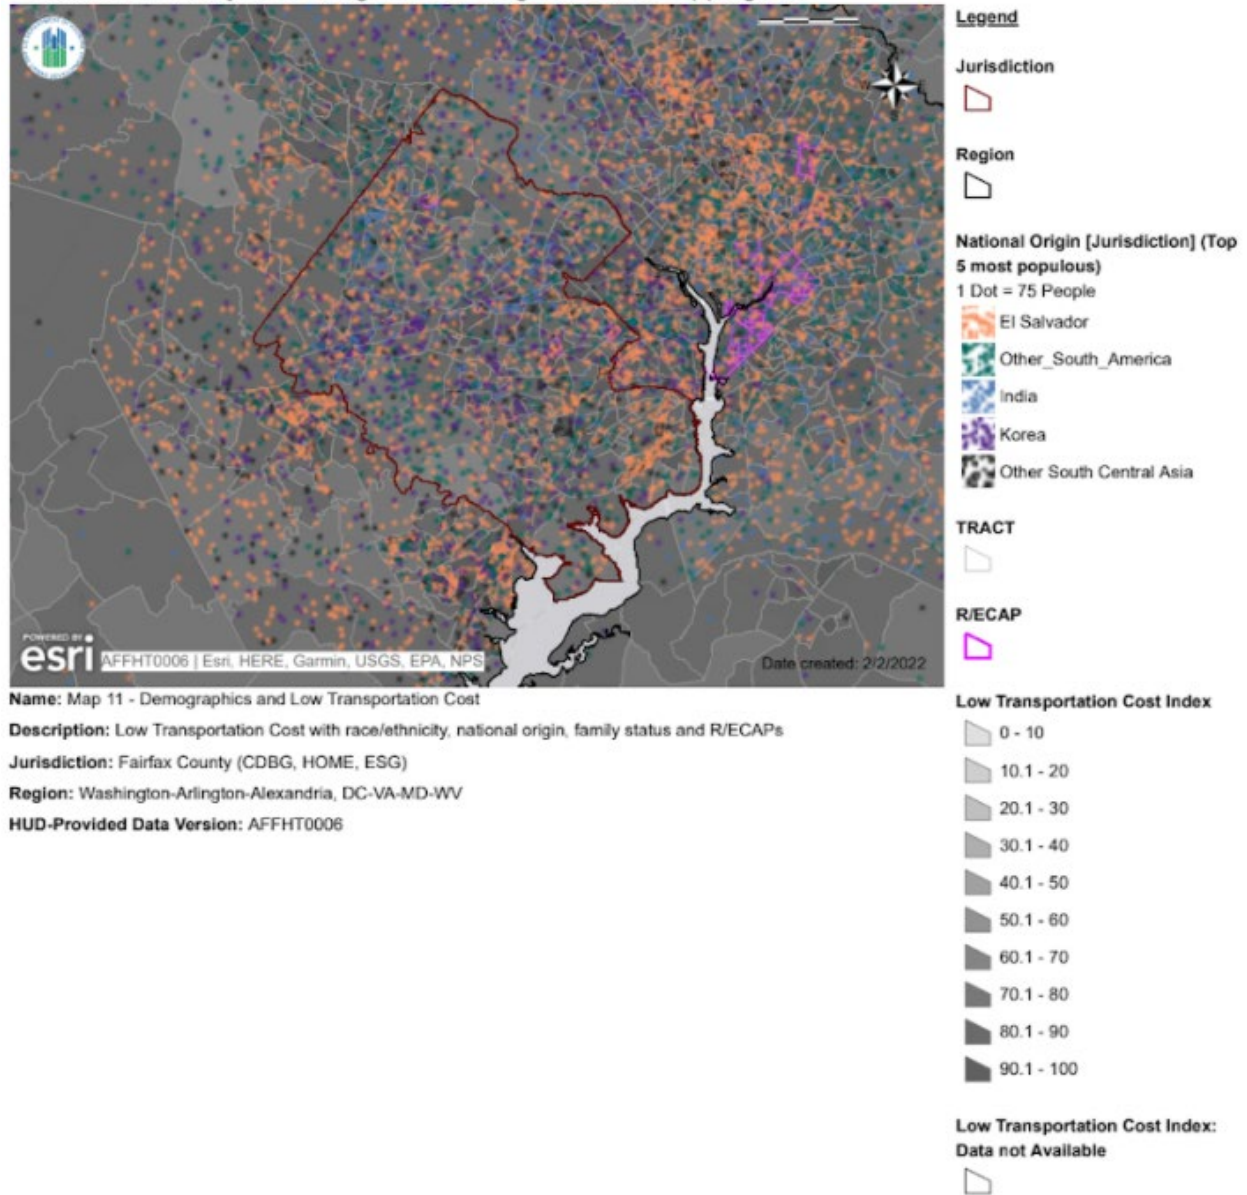 Legend
Jurisdiction
Region
National Origin [Jurisdiction] (Top
5 most populous)
1 Dot = 75 People
El Salvador
Other_South_America
India
Korea
Other South Central Asia
TRACT
R/ECAP
Low Transportation Cost Index
0 - 10
10.1 - 20
20.1 - 30
30.1 - 40
40.1 - 50
50.1 - 60
60.1 - 70
70.1 - 80
80.1 - 90
90.1 - 100
Low Transportation Cost Index:
Data not Available
POWERED BY
esri
AFFHT0006 | Esri, HERE, Garmin, USGS, EPA, NPS
Date created: 2/2/2022
Name: Map 11 - Demographics and Low Transportation Cost
Description: Low Transportation Cost with race/ethnicity, national origin, family status and R/ECAPs
Jurisdiction: Fairfax County (CDBG, HOME, ESG)
Region: Washington-Arlington-Alexandria, DC-VA-MD-WV
HUD-Provided Data Version: AFFHT0006